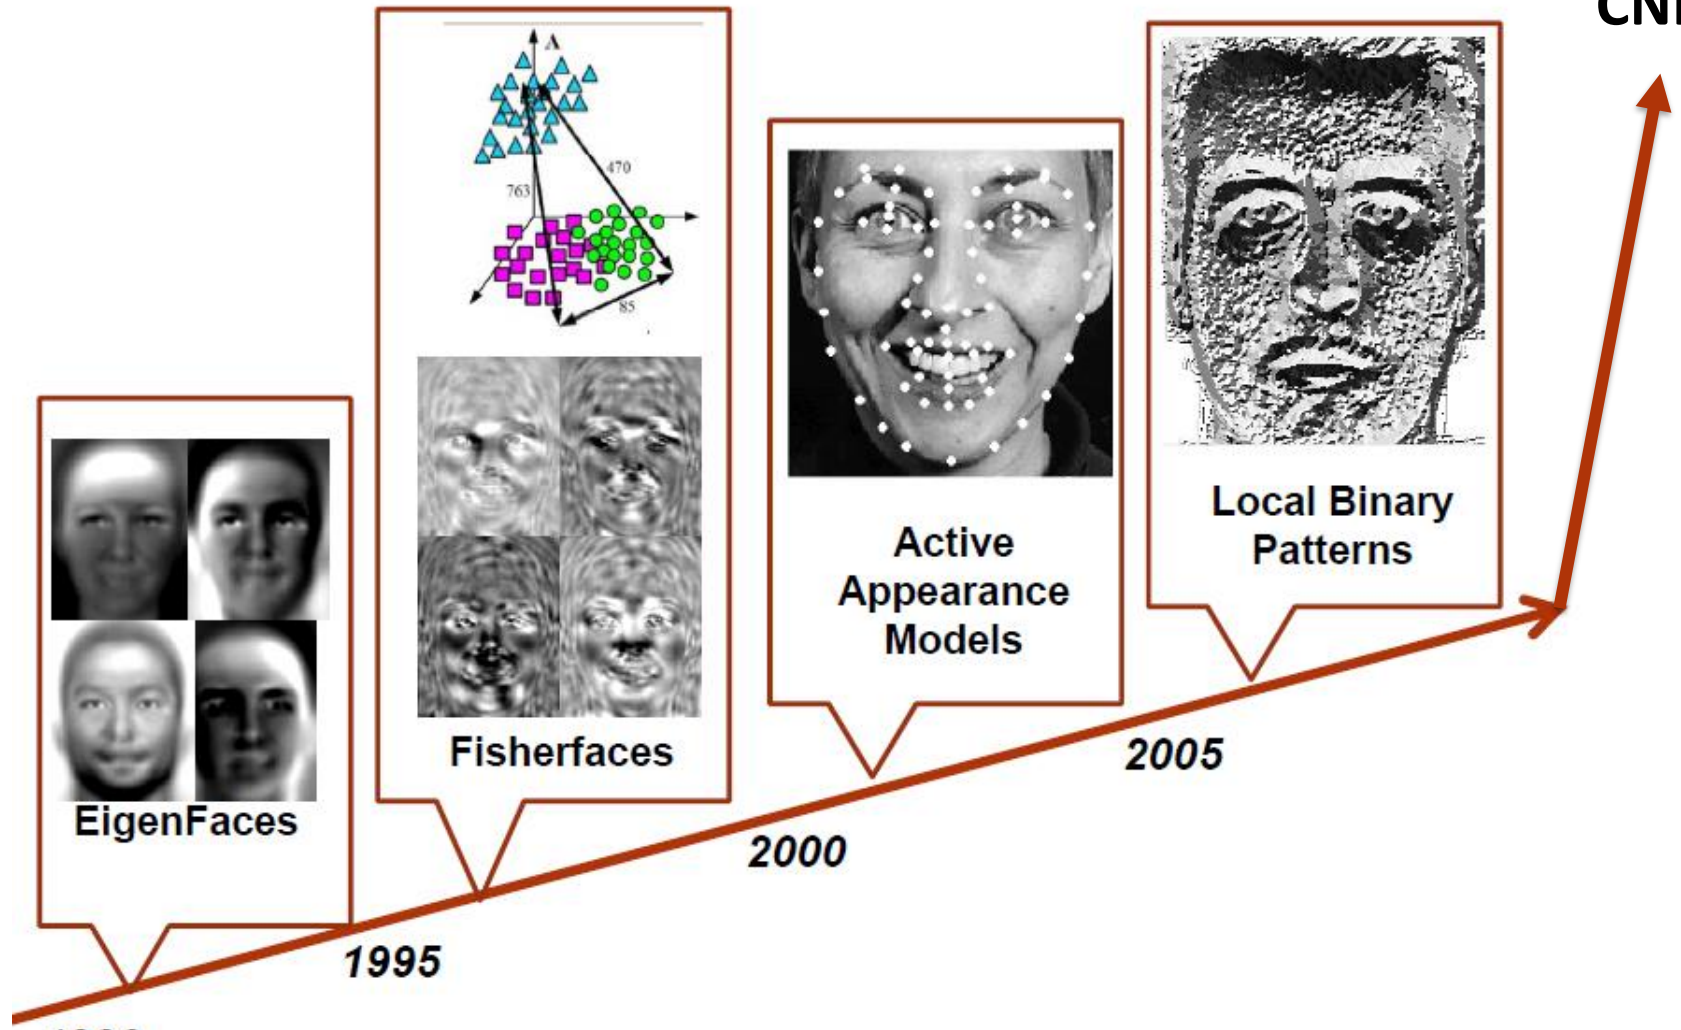 A
470
763
85
EigenFaces
Fisherfaces
Active
Appearance
Models
Local Binary
Patterns
1995
2000
2005